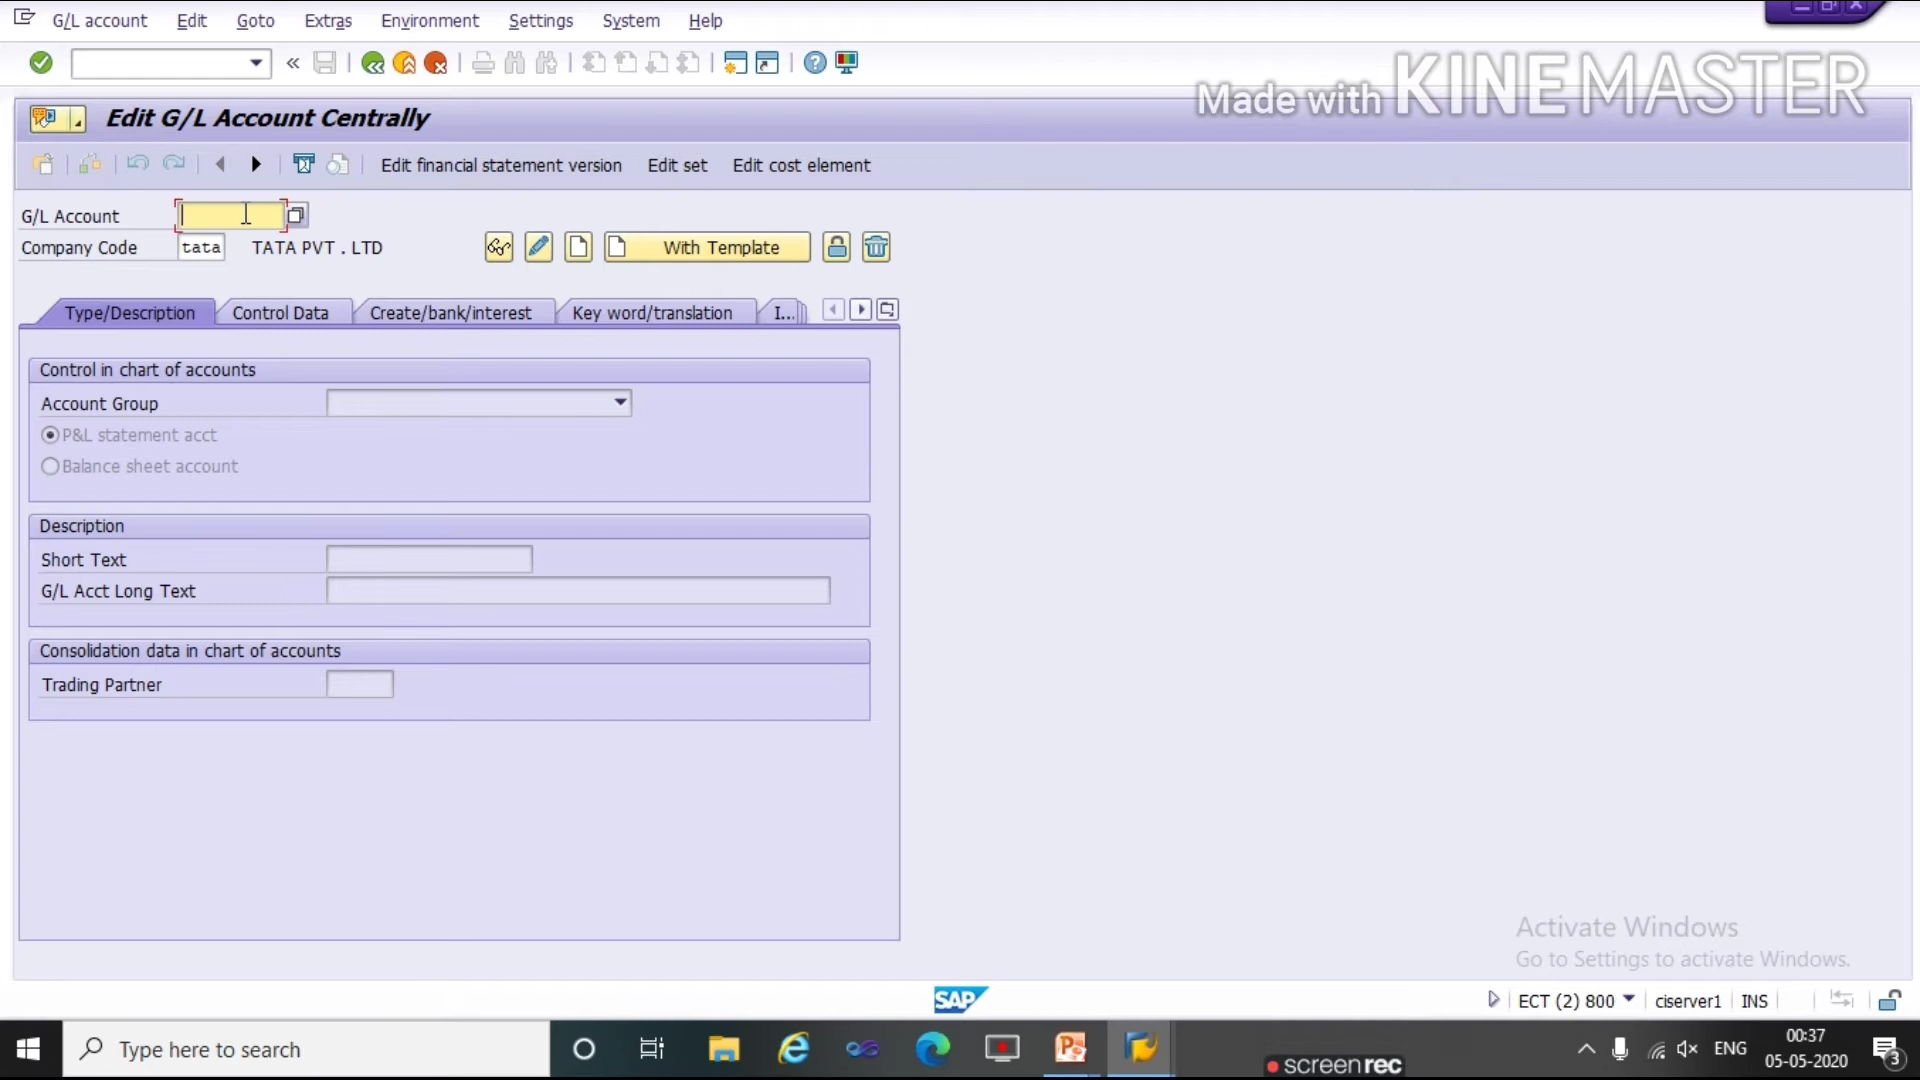 G/L account Edit Goto Extras Environment Settings System Help
Made with KINEMASTER
Edit G/L Account Centrally
Edit financial statement version Edit set Edit cost element
G/L Account
Company Code tata TATA PVT . LTD With Template
Type/Description Control Data Create/bank/interest Key word/translation I...
Control in chart of accounts
Account Group
P&L statement acct
Balance sheet account
Description
Short Text
G/L Acct Long Text
Consolidation data in chart of accounts
Trading Partner
Activate Windows
Go to Settings to activate Windows.
SAP ECT (2) 800 ciserver1 INS
Type here to search screenrec ENG 00:37
05-05-2020 3